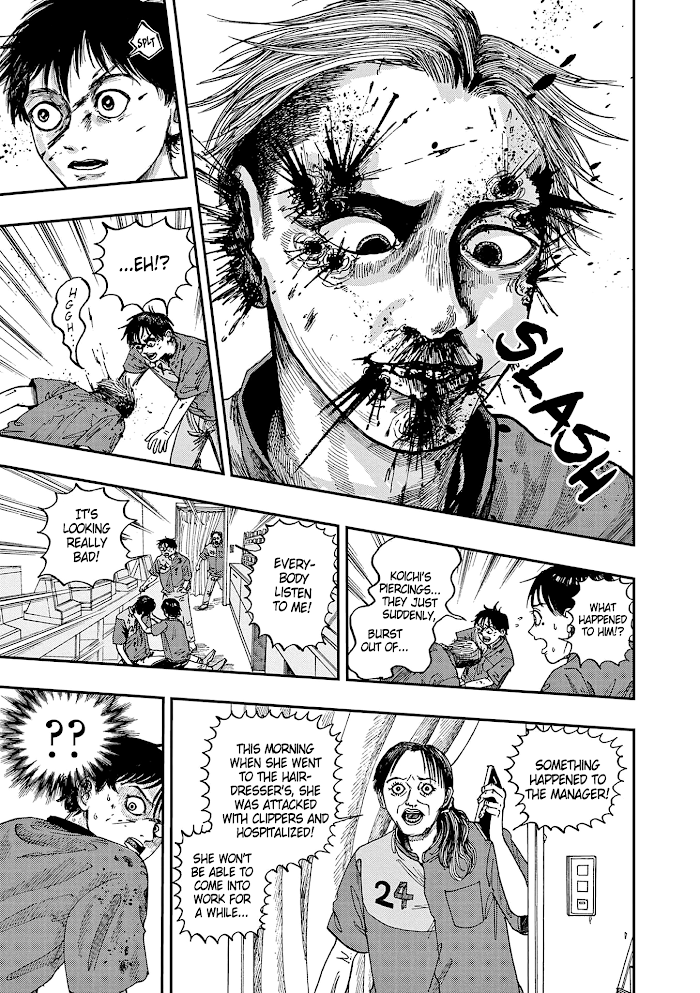 SPLT
SLASH
...EH!?
HGGH...
WHAT
HAPPENED
TO HIM!?
KOICHI'S
PIERCINGS...
THEY JUST
SUDDENLY,
BURST
OUT OF...
EVERY-
BODY
LISTEN
TO ME!
IT'S
LOOKING
REALLY
BAD!
SOMETHING
HAPPENED TO
THE MANAGER!
THIS MORNING
WHEN SHE WENT
TO THE HAIR-
DRESSER'S, SHE
WAS ATTACKED
WITH CLIPPERS AND
HOSPITALIZED!
SHE WON'T
BE ABLE TO
COME INTO
WORK FOR
A WHILE...
24
??